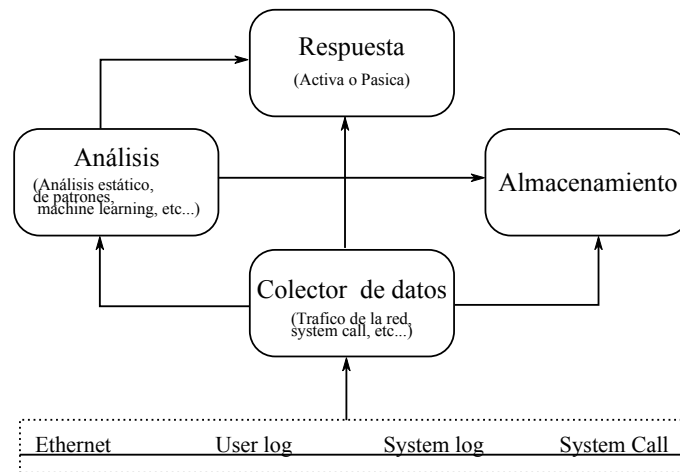 Respuesta
(Activa o Pasica)
Análisis
(Análisis estático,
de patrones,
machine learning, etc...)
Almacenamiento
Colector de datos
(Trafico de la red,
system call, etc...)
Ethernet User log System log System Call